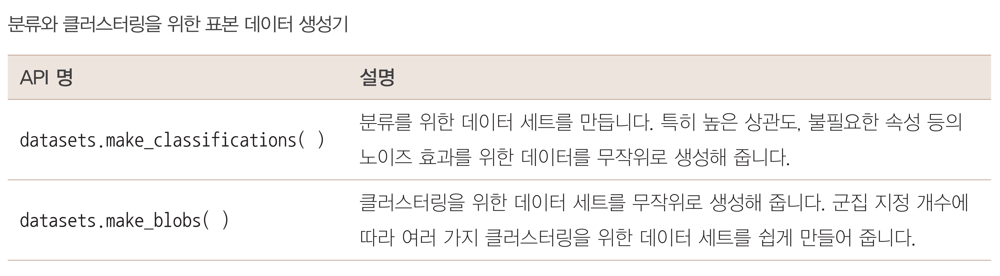 분류와 클러스터링을 위한 표본 데이터 생성기
API 명
설명
datasets.make_classifications( )
분류를 위한 데이터 세트를 만듭니다. 특히 높은 상관도, 불필요한 속성 등의
노이즈 효과를 위한 데이터를 무작위로 생성해 줍니다.
datasets.make_blobs( )
클러스터링을 위한 데이터 세트를 무작위로 생성해 줍니다. 군집 지정 개수에
따라 여러 가지 클러스터링을 위한 데이터 세트를 쉽게 만들어 줍니다.